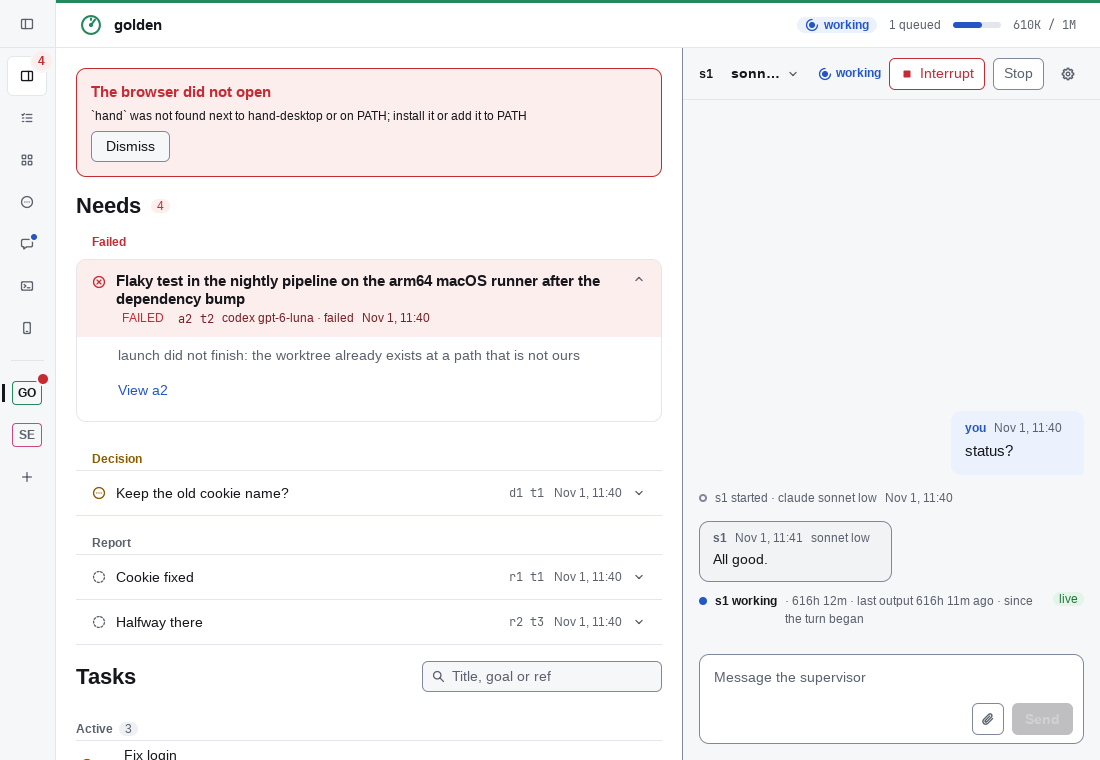 golden
working
1 queued
610K / 1M
4
GO
SE
The browser did not open
`hand` was not found next to hand-desktop or on PATH; install it or add it to PATH
Dismiss
Needs 4
Failed
Flaky test in the nightly pipeline on the arm64 macOS runner after the
dependency bump
FAILED a2 t2 codex gpt-6-luna · failed Nov 1, 11:40
launch did not finish: the worktree already exists at a path that is not ours
View a2
Decision
Keep the old cookie name? d1 t1 Nov 1, 11:40
Report
Cookie fixed r1 t1 Nov 1, 11:40
Halfway there r2 t3 Nov 1, 11:40
Tasks
Title, goal or ref
Active 3
Fix login
s1 sonn... working Interrupt Stop
you Nov 1, 11:40
status?
s1 started · claude sonnet low Nov 1, 11:40
s1 Nov 1, 11:41 sonnet low
All good.
s1 working · 616h 12m · last output 616h 11m ago · since live
the turn began
Message the supervisor
Send